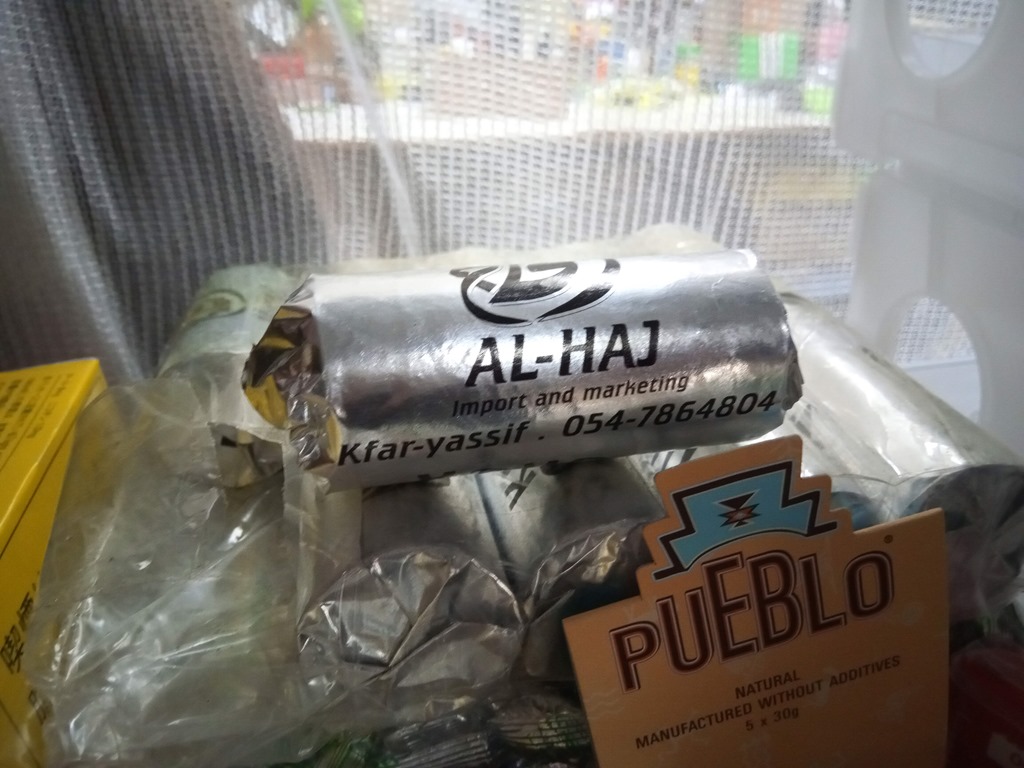 AL-HAJ
Import and marketing
Kfar-yassif . 054-7864804
PUEBLO®
NATURAL
MANUFACTURED WITHOUT ADDITIVES
5 x 30g